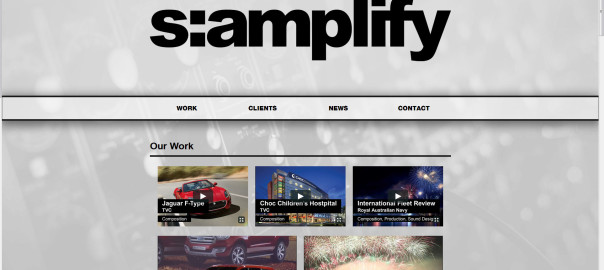 s:amplify
WORK CLIENTS NEWS CONTACT
Our Work
Jaguar F-Type
TVC
Composition
Choc Children's Hostpital
TVC
Composition
International Fleet Review
Royal Australian Navy
Composition, Production, Sound Design